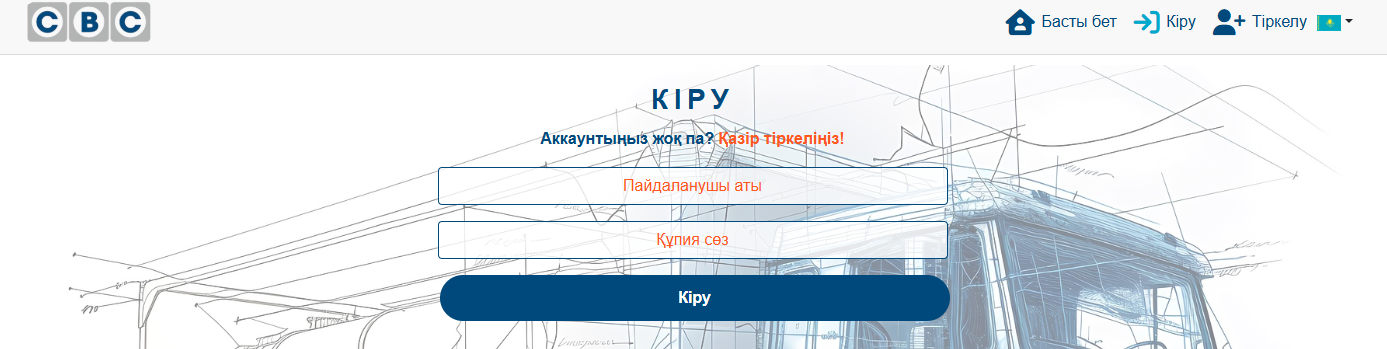 CBC
Басты бет
Кіру
Тіркелу
КІРУ
Аккаунтыңыз жоқ па? Қазір тіркеліңіз!
Пайдаланушы аты
Құпия сөз
Кіру